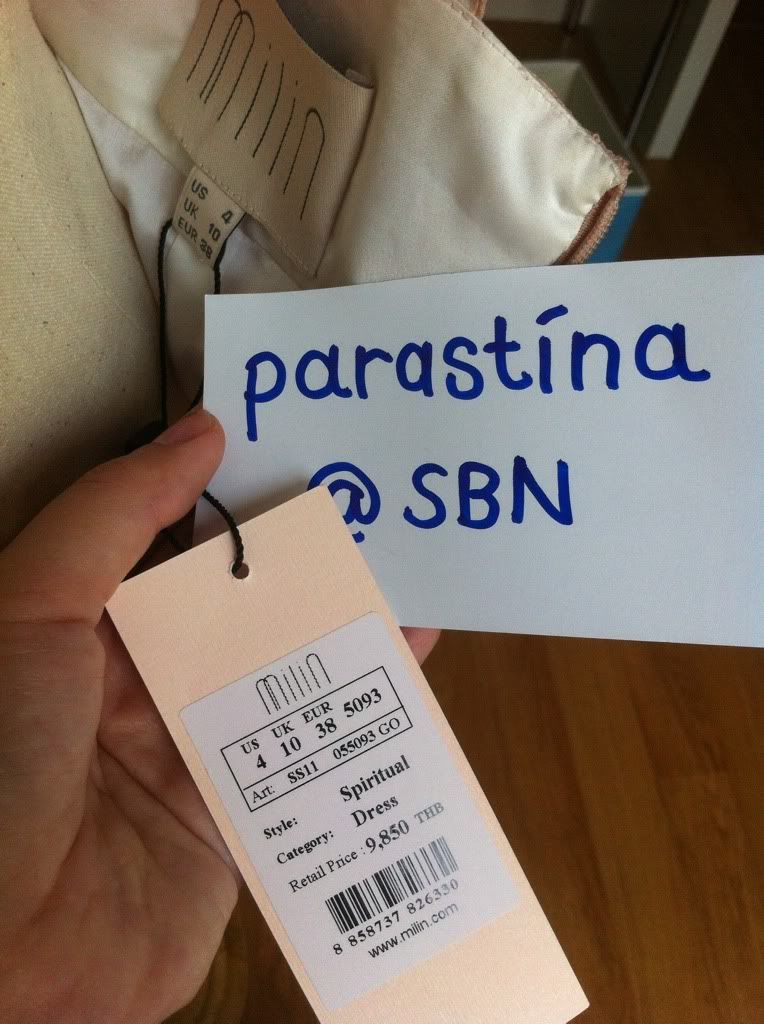 milin
US 4
UK 10
EUR 38
parastína
@ SBN
milin
US UK EUR 5093
4 10 38
Art: SS11 055093 GO
Style: Spiritual
Category: Dress
Retail Price : 9,850 THB
8 858737 826330
www.milin.com